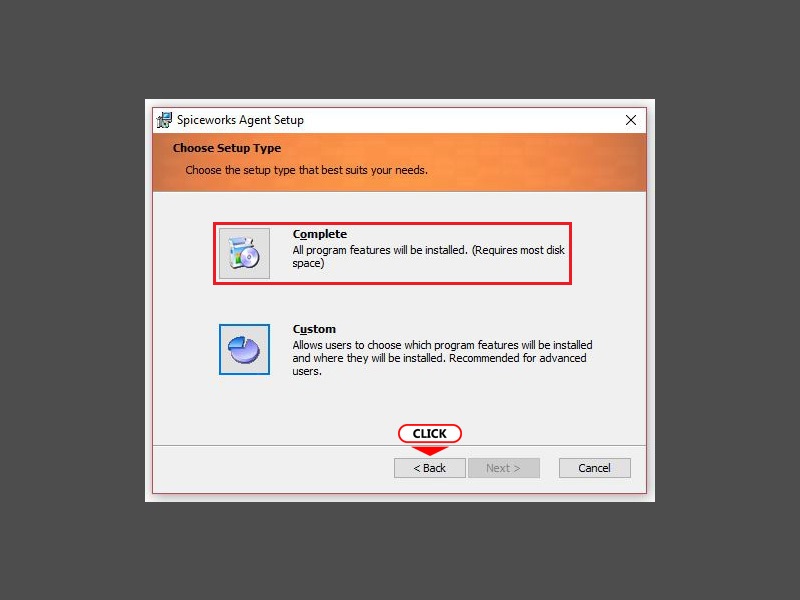 Spiceworks Agent Setup
Choose Setup Type
Choose the setup type that best suits your needs.
Complete
All program features will be installed. (Requires most disk
space)
Custom
Allows users to choose which program features will be installed
and where they will be installed. Recommended for advanced
users.
CLICK
< Back
Next >
Cancel